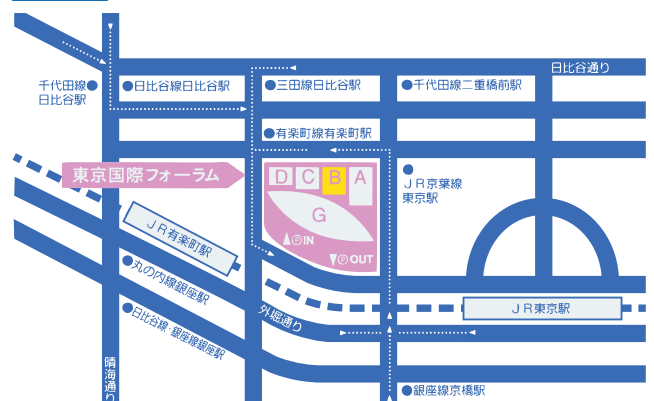 日比谷通り
千代田線
日比谷駅
日比谷線日比谷駅
三田線日比谷駅
千代田線二重橋前駅
有楽町線有楽町駅
東京国際フォーラム
D
C
B
A
G
ⓅIN
ⓅOUT
JR京葉線
東京駅
JR有楽町駅
丸の内線銀座駅
日比谷線・銀座線銀座駅
外堀通り
JR東京駅
晴海通り
銀座線京橋駅